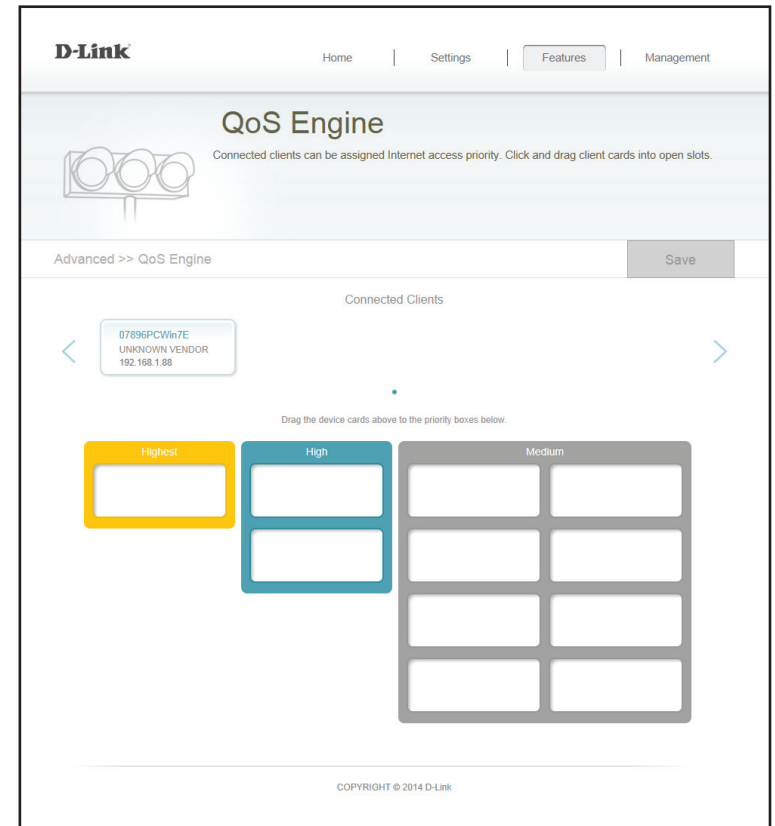 D-Link
Home | Settings | Features | Management
QoS Engine
Connected clients can be assigned Internet access priority. Click and drag client cards into open slots.
Advanced >> QoS Engine
Save
Connected Clients
07896PCWin7E
UNKNOWN VENDOR
192.168.1.88
Drag the device cards above to the priority boxes below.
Highest
High
Medium
COPYRIGHT © 2014 D-Link